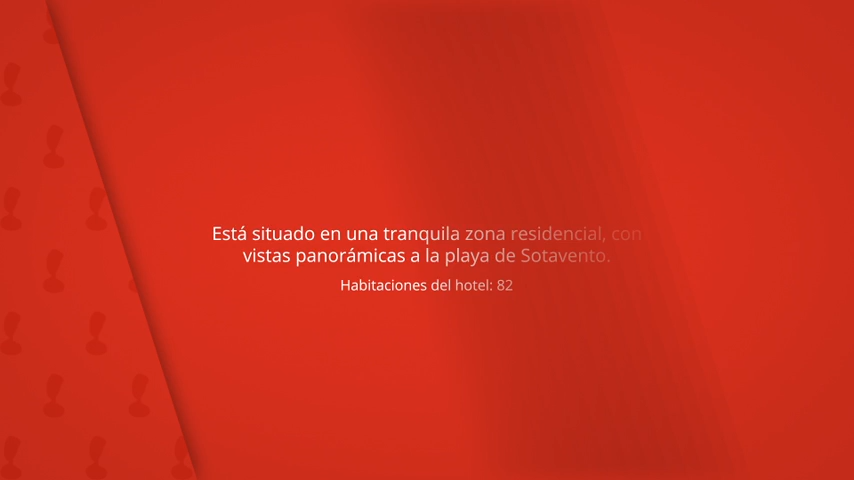 Está situado en una tranquila zona residencial, con
vistas panorámicas a la playa de Sotavento.
Habitaciones del hotel: 82